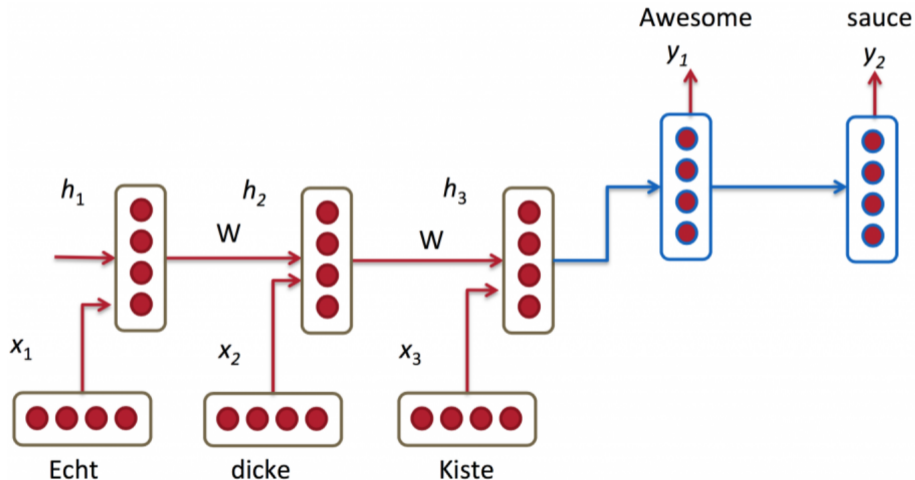 Awesome sauce
y1 y2
h1 h2 h3
W W
x1 x2 x3
Echt dicke Kiste